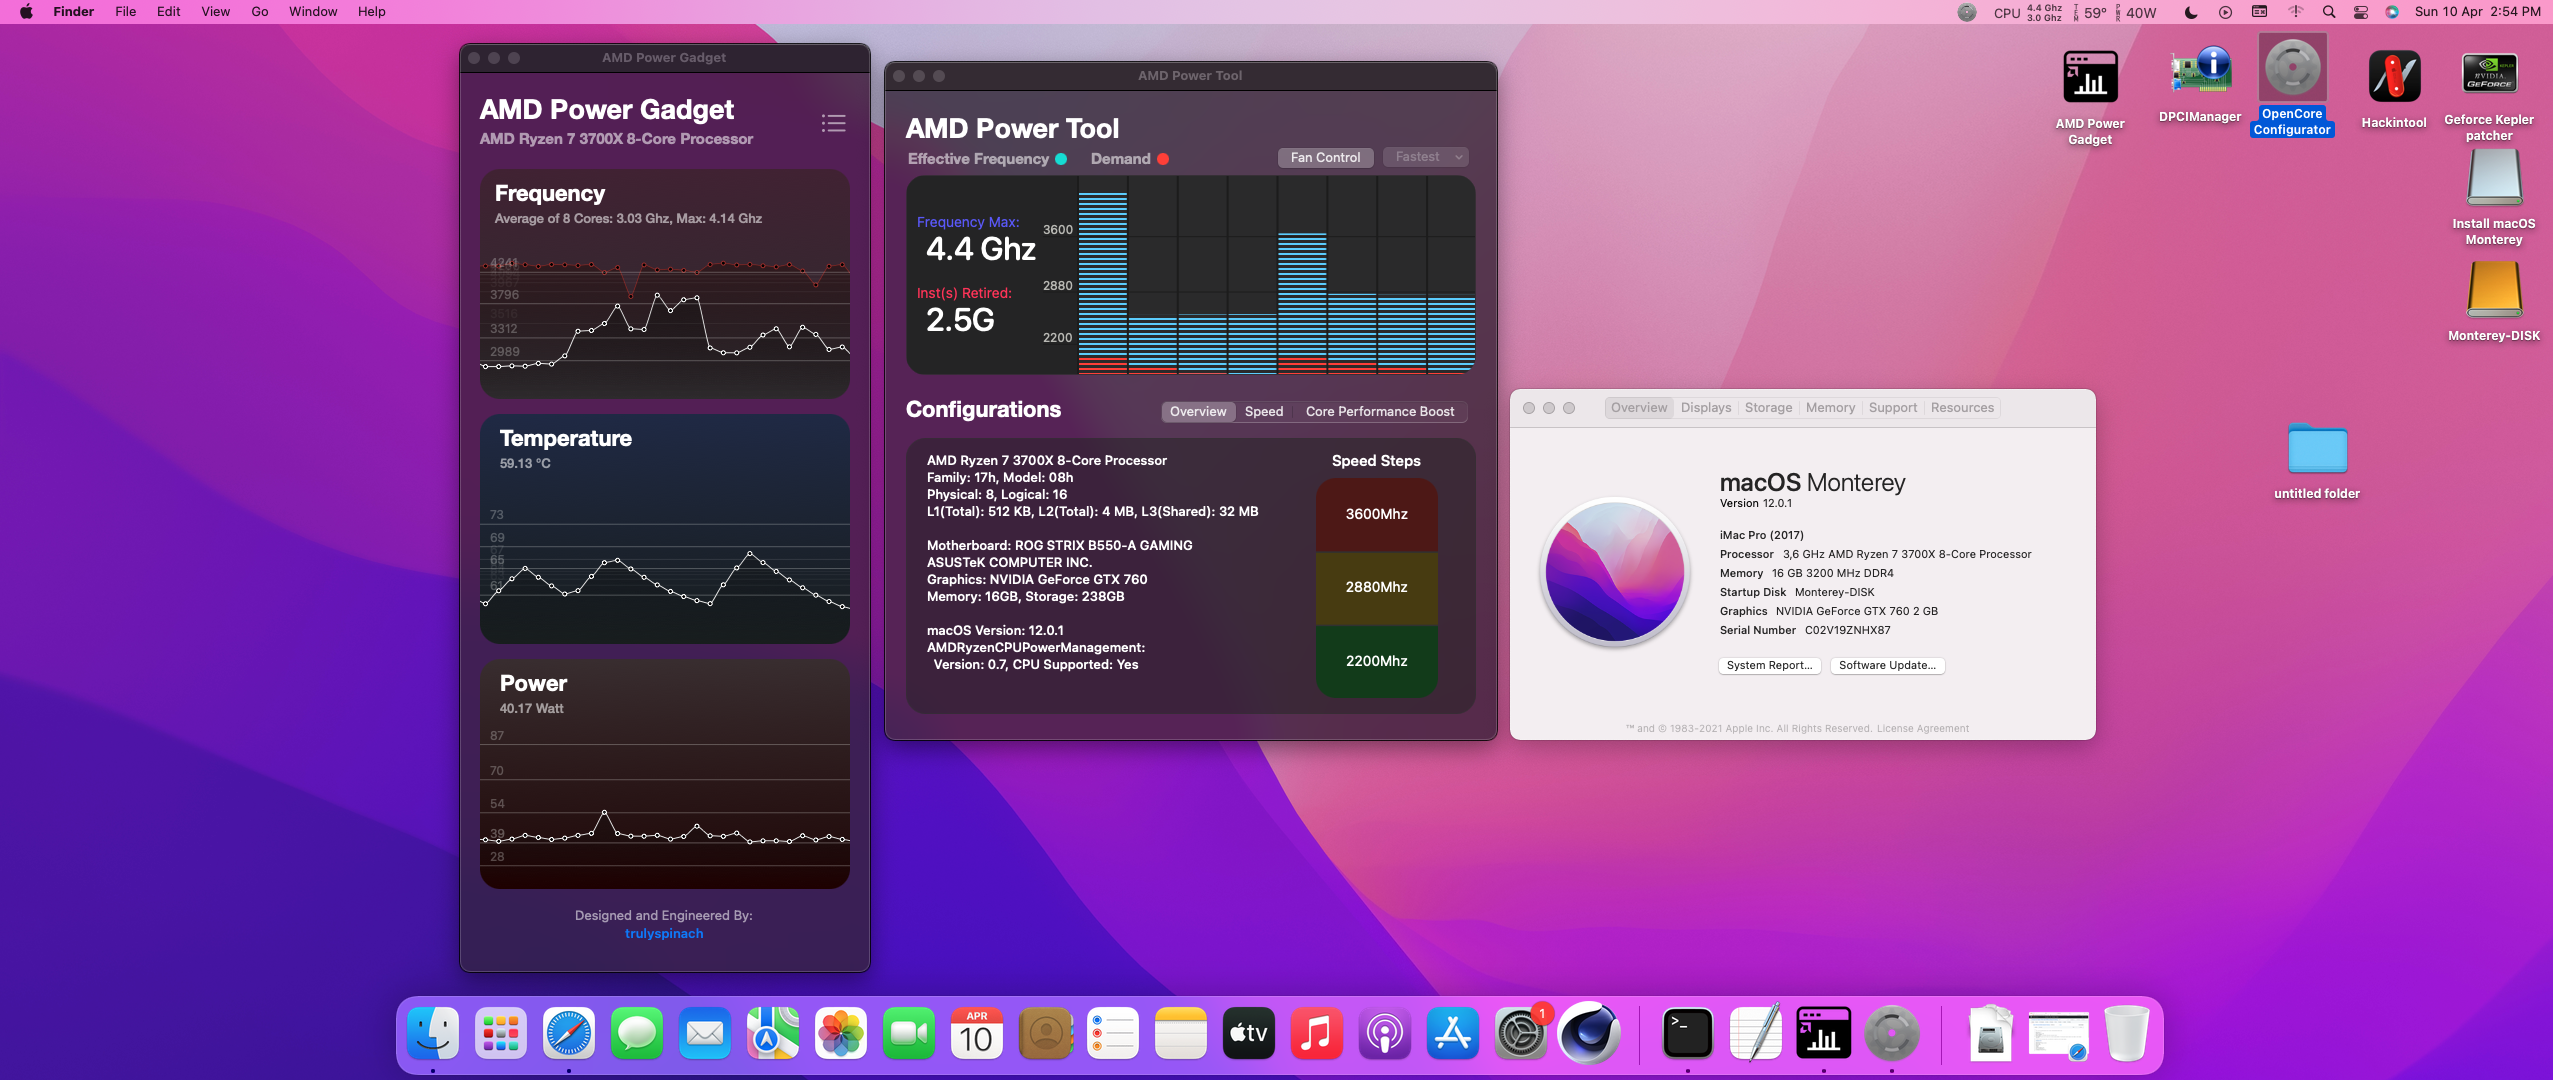 Finder File Edit View Go Window Help
CPU 4.4 Ghz 3.0 Ghz TEM 59° PWR 40W Sun 10 Apr 2:54 PM
AMD Power Gadget
AMD Power Gadget
AMD Ryzen 7 3700X 8-Core Processor
Frequency
Average of 8 Cores: 3.03 Ghz, Max: 4.14 Ghz
4241
3796
3516
3312
2989
Temperature
59.13 °C
73
69
67
65
61
Power
40.17 Watt
87
70
54
39
28
Designed and Engineered By:
trulyspinach
AMD Power Tool
AMD Power Tool
Effective Frequency Demand Fan Control Fastest
Frequency Max:
4.4 Ghz
Inst(s) Retired:
2.5G
3600
2880
2200
Configurations Overview Speed Core Performance Boost
AMD Ryzen 7 3700X 8-Core Processor
Family: 17h, Model: 08h
Physical: 8, Logical: 16
L1(Total): 512 KB, L2(Total): 4 MB, L3(Shared): 32 MB
Motherboard: ROG STRIX B550-A GAMING
ASUSTeK COMPUTER INC.
Graphics: NVIDIA GeForce GTX 760
Memory: 16GB, Storage: 238GB
macOS Version: 12.0.1
AMDRyzenCPUPowerManagement:
Version: 0.7, CPU Supported: Yes
Speed Steps
3600Mhz
2880Mhz
2200Mhz
Overview Displays Storage Memory Support Resources
macOS Monterey
Version 12.0.1
iMac Pro (2017)
Processor 3,6 GHz AMD Ryzen 7 3700X 8-Core Processor
Memory 16 GB 3200 MHz DDR4
Startup Disk Monterey-DISK
Graphics NVIDIA GeForce GTX 760 2 GB
Serial Number C02V19ZNHX87
System Report... Software Update...
™ and © 1983-2021 Apple Inc. All Rights Reserved. License Agreement
AMD Power
Gadget
DPCIManager
OpenCore
Configurator
Hackintool
KEPLER
NVIDIA
GEFORCE
Geforce Kepler
patcher
Install macOS
Monterey
Monterey-DISK
untitled folder
APR
10
tv
1
>_